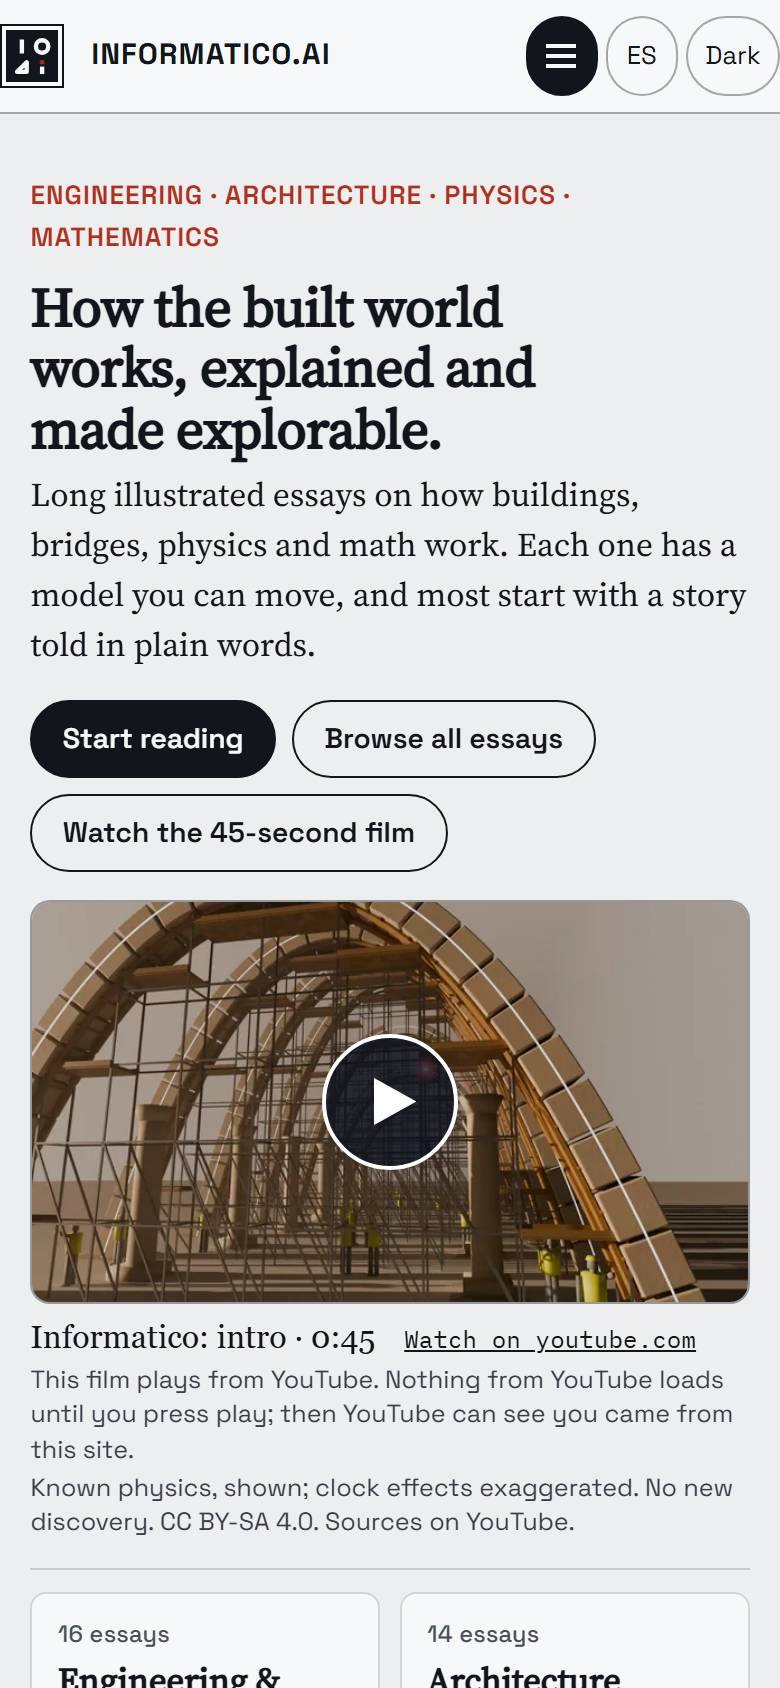 IO
4i
INFORMATICO.AI
ES
Dark
ENGINEERING · ARCHITECTURE · PHYSICS ·
MATHEMATICS
How the built world
works, explained and
made explorable.
Long illustrated essays on how buildings,
bridges, physics and math work. Each one has a
model you can move, and most start with a story
told in plain words.
Start reading
Browse all essays
Watch the 45-second film
Informatico: intro · 0:45
Watch on youtube.com
This film plays from YouTube. Nothing from YouTube loads
until you press play; then YouTube can see you came from
this site.
Known physics, shown; clock effects exaggerated. No new
discovery. CC BY-SA 4.0. Sources on YouTube.
16 essays
14 essays
Engineering &
Architecture